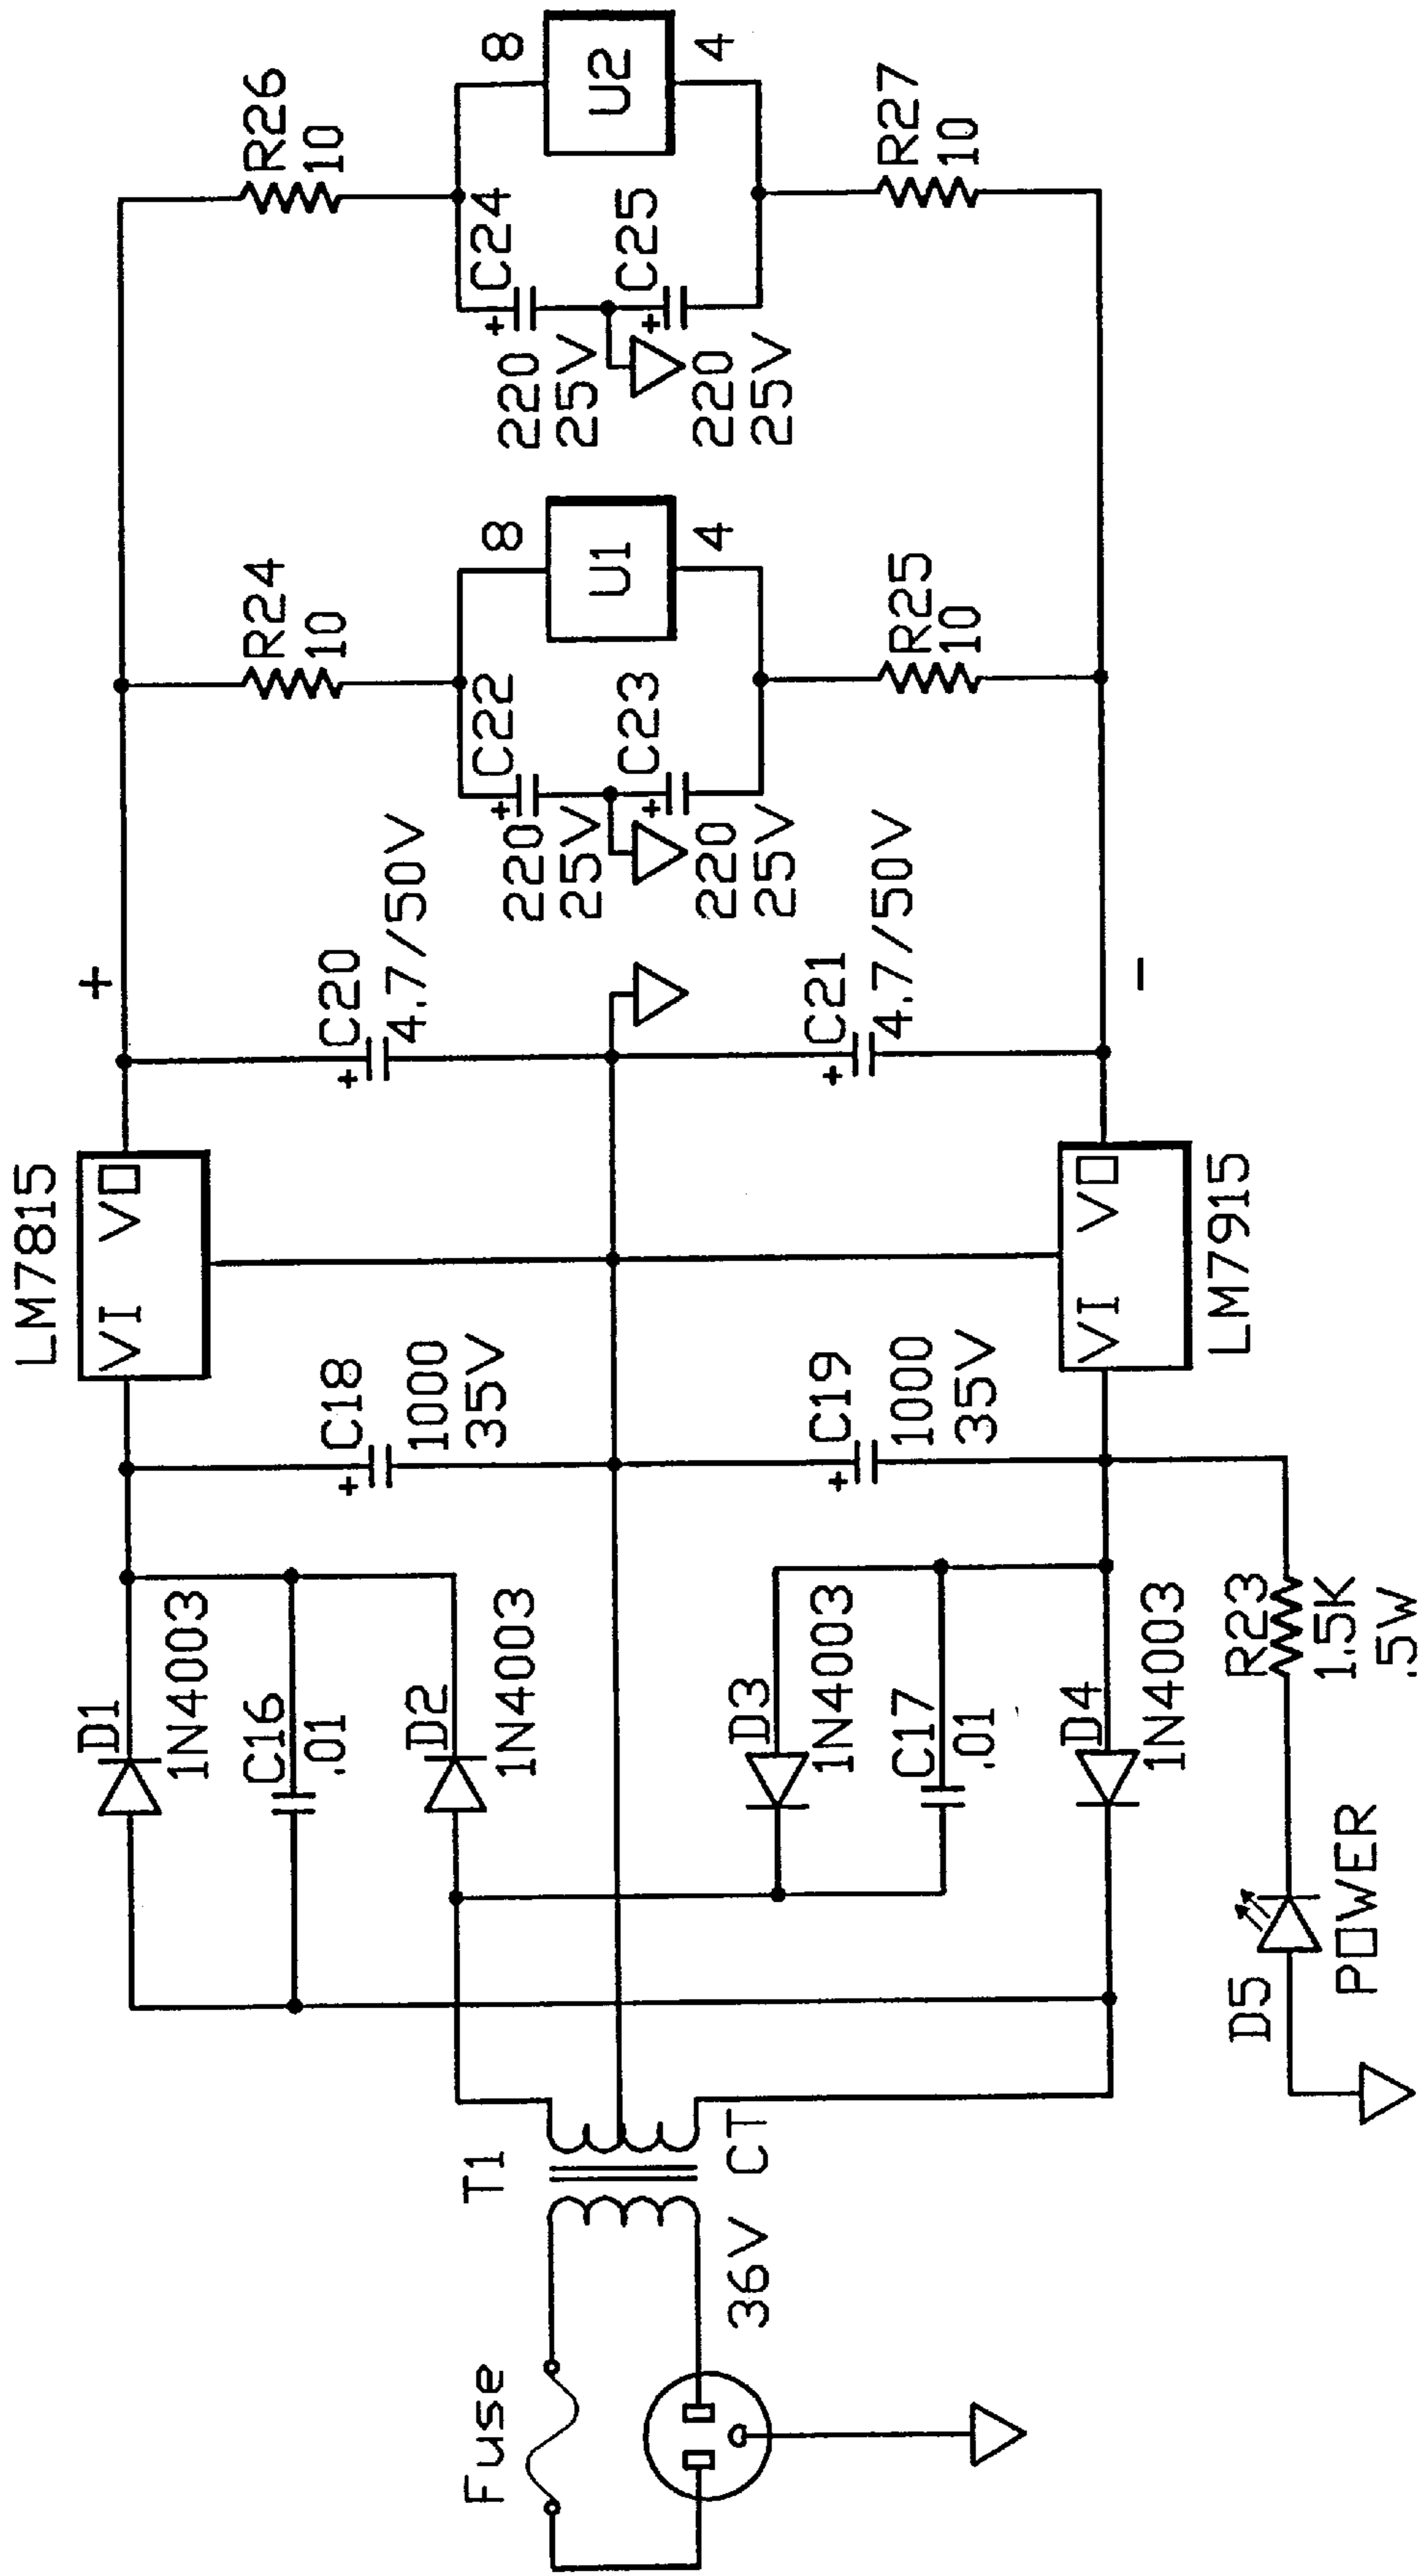 Fuse
36V CT
T1
D1
1N4003
C16
.01
D2
1N4003
D3
1N4003
C17
.01
D4
1N4003
D5
POWER
R23
1.5K
.5W
+
C18
1000
35V
+
C19
1000
35V
LM7815
VI VO
LM7915
VI VO
+
-
+
C20
4.7/50V
+
C21
4.7/50V
R24
10
+
C22
220
25V
+
C23
220
25V
8
U1
4
R25
10
R26
10
+
C24
220
25V
+
C25
220
25V
8
U2
4
R27
10